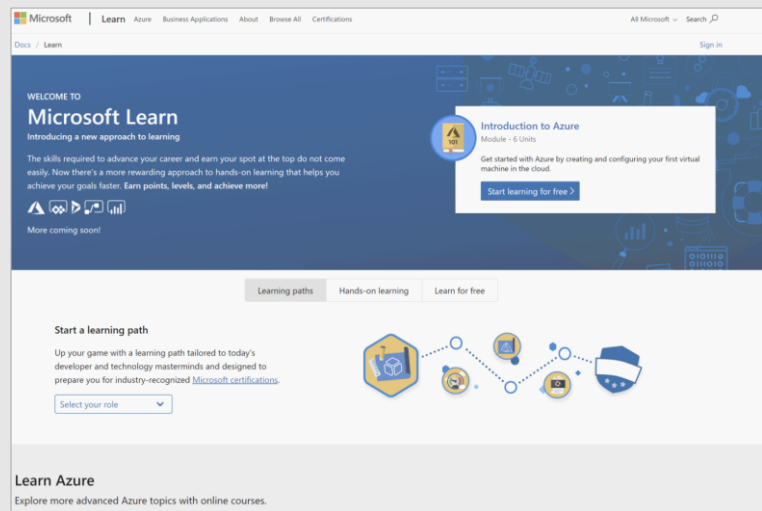 Microsoft | Learn Azure Business Applications About Browse All Certifications All Microsoft Search
Docs / Learn Sign in
WELCOME TO
Microsoft Learn
Introducing a new approach to learning
The skills required to advance your career and earn your spot at the top do not come
easily. Now there's a more rewarding approach to hands-on learning that helps you
achieve your goals faster. Earn points, levels, and achieve more!
More coming soon!
101
Introduction to Azure
Module - 6 Units
Get started with Azure by creating and configuring your first virtual
machine in the cloud.
Start learning for free
010110
010101
Learning paths Hands-on learning Learn for free
Start a learning path
Up your game with a learning path tailored to today's
developer and technology masterminds and designed to
prepare you for industry-recognized Microsoft certifications.
Select your role
Learn Azure
Explore more advanced Azure topics with online courses.